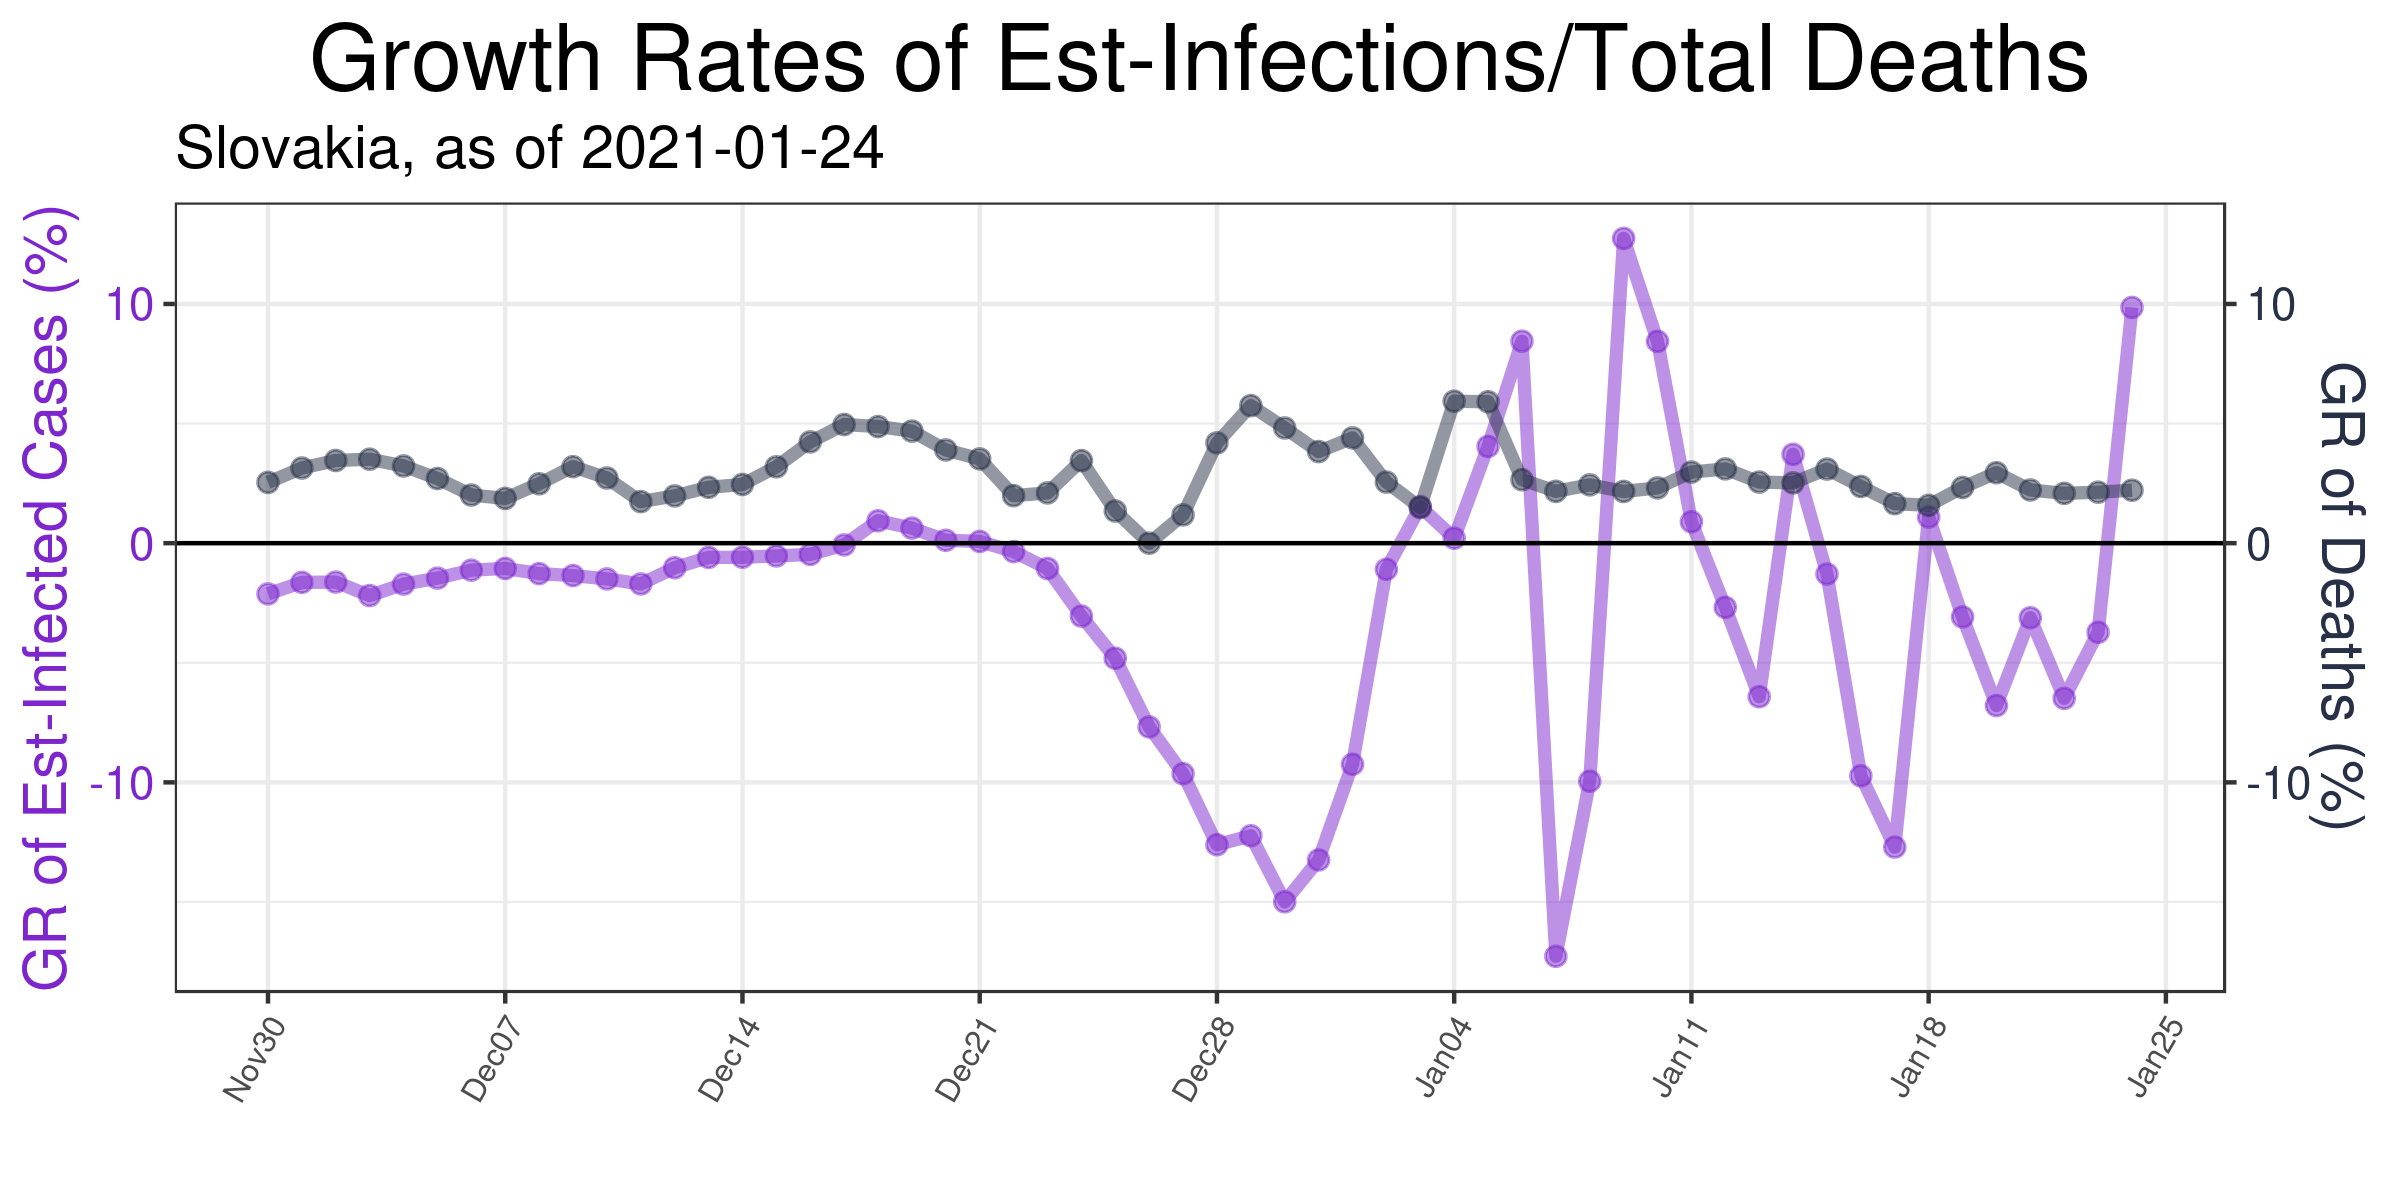 Growth Rates of Est-Infections/Total Deaths
Slovakia, as of 2021-01-24
GR of Est-Infected Cases (%)
10
0
-10
10
0
-10
GR of Deaths (%)
Nov30
Dec07
Dec14
Dec21
Dec28
Jan04
Jan11
Jan18
Jan25